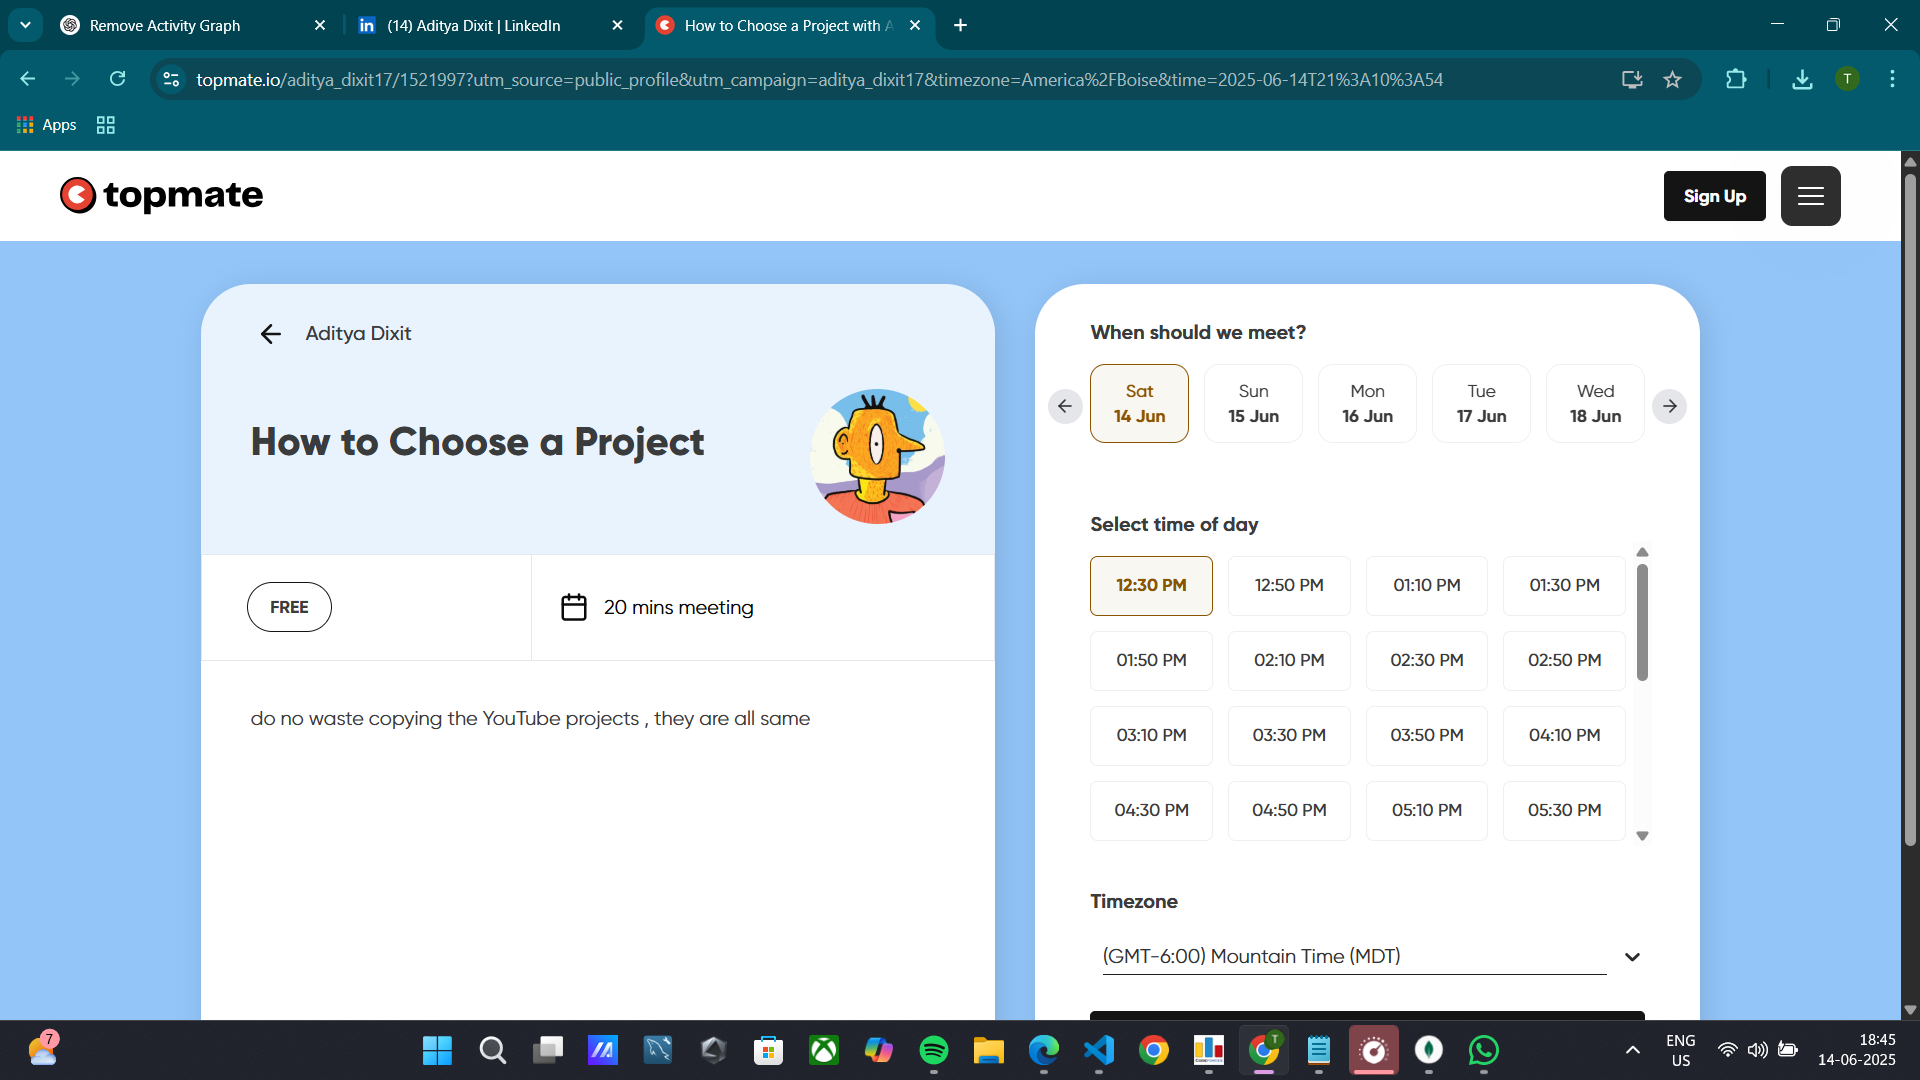 Remove Activity Graph
(14) Aditya Dixit | LinkedIn
How to Choose a Project with A
topmate.io/aditya_dixit17/1521997?utm_source=public_profile&utm_campaign=aditya_dixit17&timezone=America%2FBoise&time=2025-06-14T21%3A10%3A54
T
Apps
topmate
Sign Up
Aditya Dixit
How to Choose a Project
FREE
20 mins meeting
do no waste copying the YouTube projects , they are all same
When should we meet?
Sat
14 Jun
Sun
15 Jun
Mon
16 Jun
Tue
17 Jun
Wed
18 Jun
Select time of day
12:30 PM 12:50 PM 01:10 PM 01:30 PM
01:50 PM 02:10 PM 02:30 PM 02:50 PM
03:10 PM 03:30 PM 03:50 PM 04:10 PM
04:30 PM 04:50 PM 05:10 PM 05:30 PM
Timezone
(GMT-6:00) Mountain Time (MDT)
7
T
ENG
US
18:45
14-06-2025